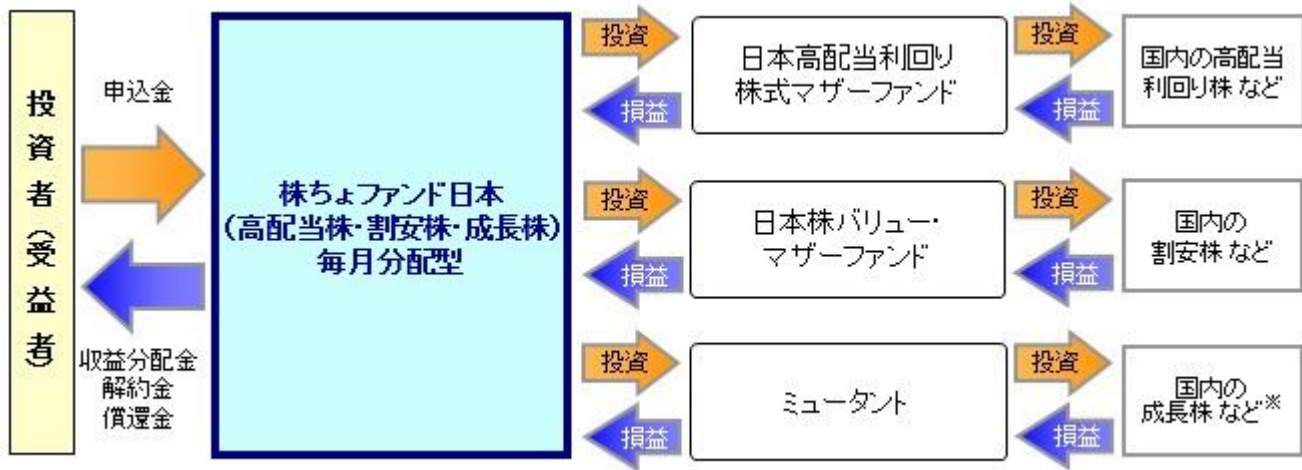 投資者（受益者）
申込金
収益分配金
解約金
償還金
株ちょファンド日本
（高配当株・割安株・成長株）
毎月分配型
投資
損益
日本高配当利回り
株式マザーファンド
投資
損益
国内の高配当
利回り株 など
投資
損益
日本株バリュー・
マザーファンド
投資
損益
国内の
割安株 など
投資
損益
ミュータント
投資
損益
国内の
成長株 など※